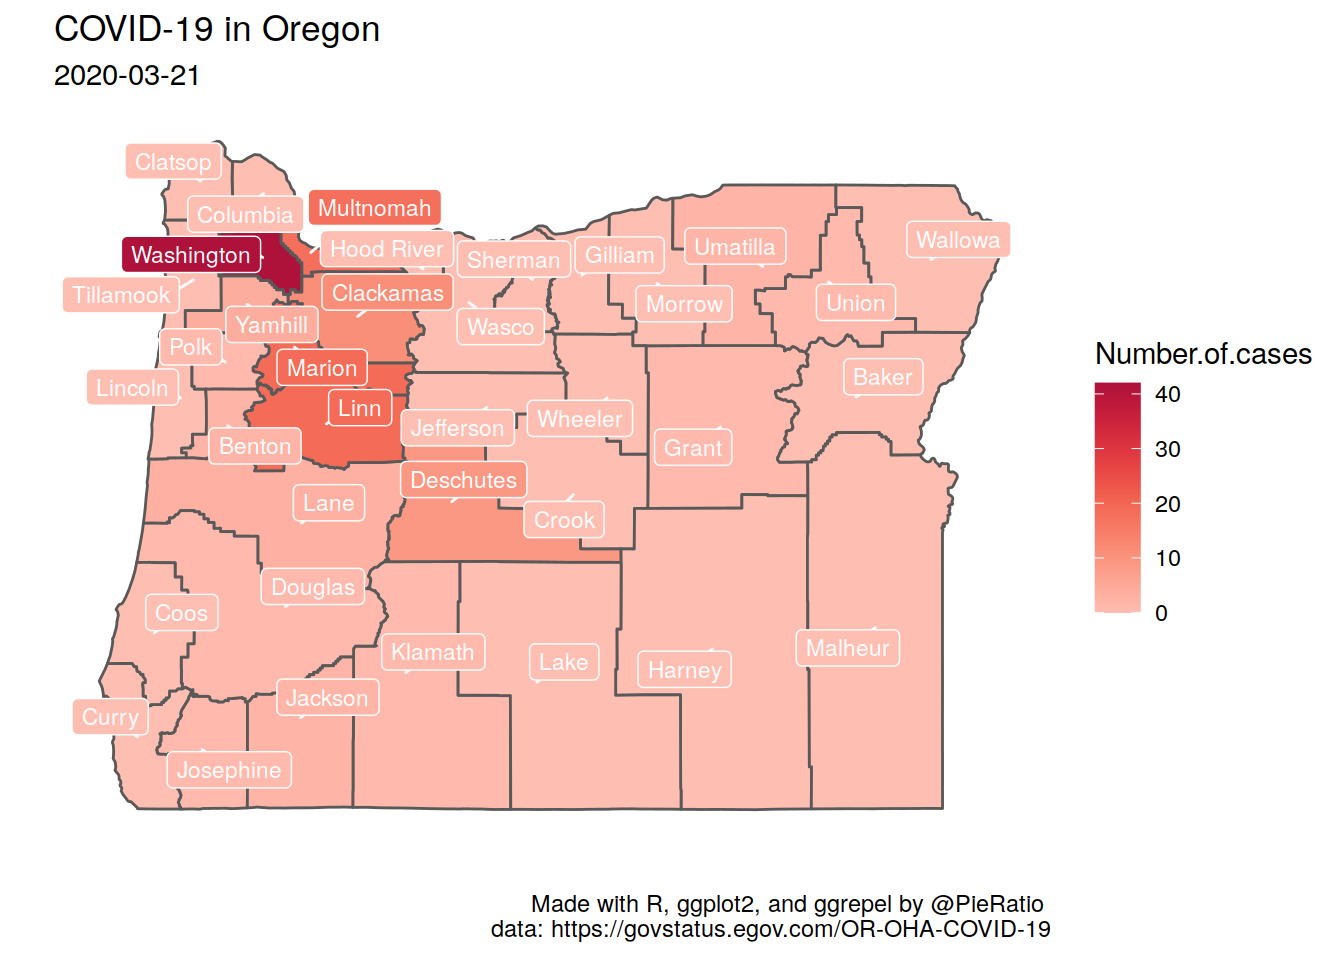 COVID-19 in Oregon
2020-03-21
Clatsop
Columbia
Multnomah
Washington
Hood River
Sherman
Gilliam
Umatilla
Wallowa
Tillamook
Clackamas
Morrow
Union
Yamhill
Wasco
Polk
Marion
Lincoln
Baker
Linn
Jefferson
Wheeler
Benton
Grant
Deschutes
Lane
Crook
Douglas
Coos
Klamath
Lake
Harney
Malheur
Jackson
Curry
Josephine
Number.of.cases
40
30
20
10
0
Made with R, ggplot2, and ggrepel by @PieRatio
data: https://govstatus.egov.com/OR-OHA-COVID-19